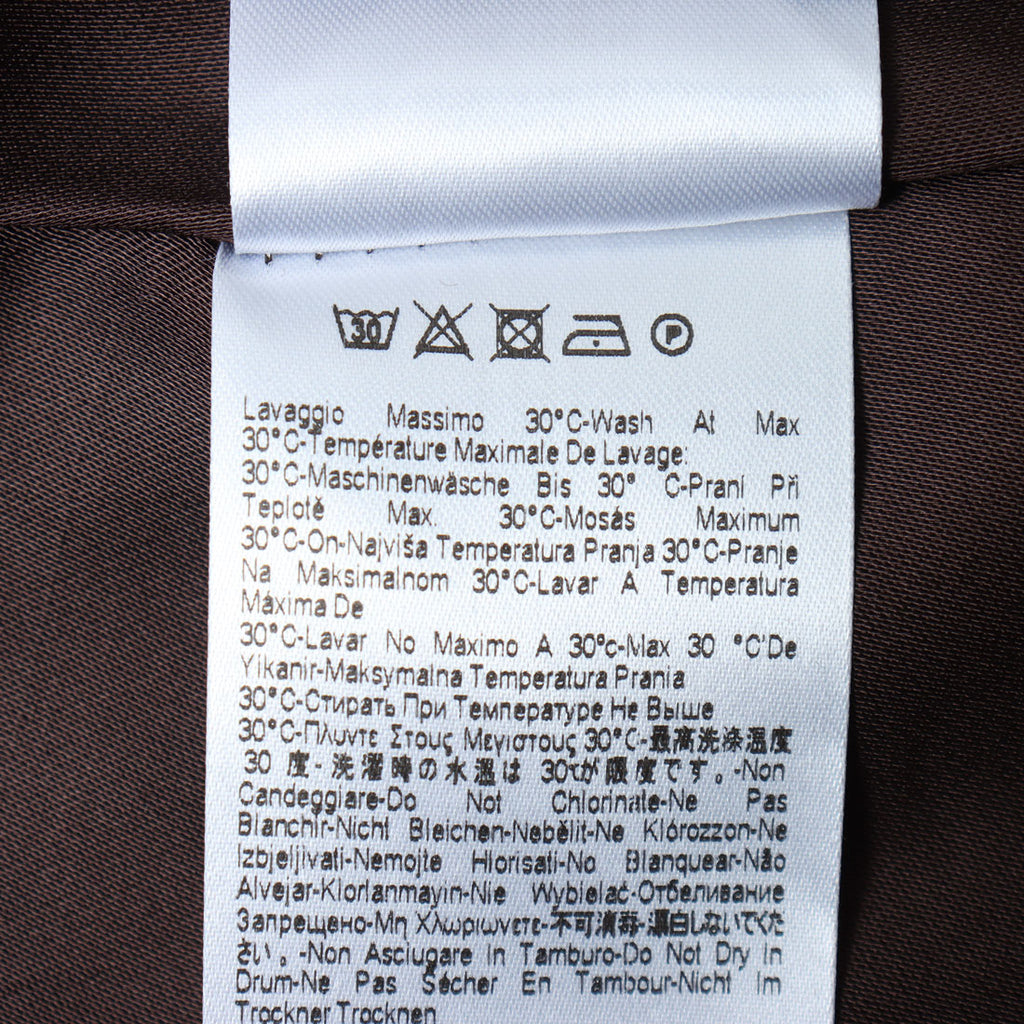 30
P
Lavaggio Massimo 30°C-Wash At Max
30°C-Température Maximale De Lavage:
30°C-Maschinenwäsche Bis 30° C-Praní Při
Teplotě Max. 30°C-Mosás Maximum
30°C-On-Najviša Temperatura Pranja 30°C-Pranje
Na Maksimalnom 30°C-Lavar A Temperatura
Máxima De
30°C-Lavar No Máximo A 30°c-Max 30 °C'De
Yikanir-Maksymalna Temperatura Prania
30°C-Стирать При Температуре Не Выше
30°C-Πλυντε Στους Μεγιστους 30°C-最高洗涤温度
30 度-洗濯時の水温は 30℃が限度です。-Non
Candeggiare-Do Not Chlorinate-Ne Pas
Blanchir-Nicht Bleichen-Nebělit-Ne Klórozzon-Ne
Izbjeljivati-Nemojte Hlorisati-No Blanquear-Não
Alvejar-Klorlanmayin-Nie Wybielać-Отбеливание
Запрещено-Μη Χλωριωνετε-不可消毒-漂白しないでくだ
さい。-Non Asciugare In Tamburo-Do Not Dry In
Drum-Ne Pas Sécher En Tambour-Nicht Im
Trockner Trocknen